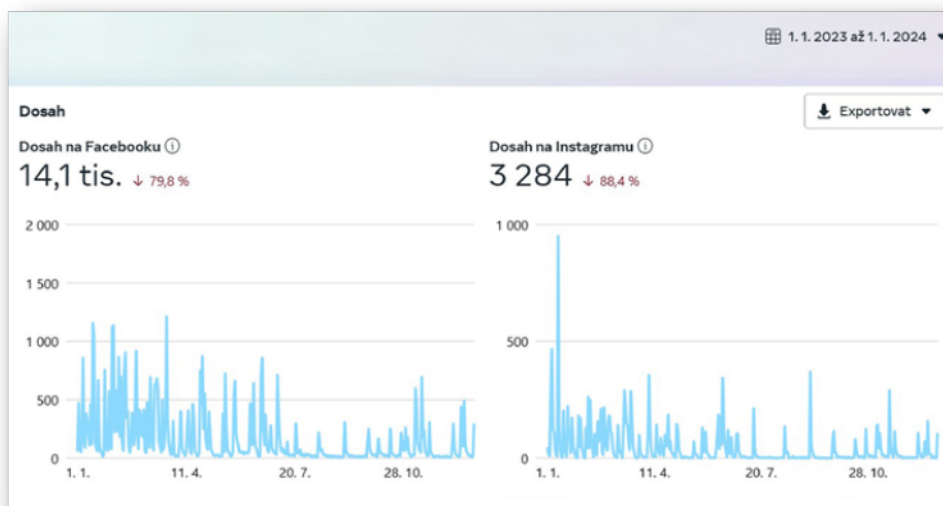 1. 1. 2023 až 1. 1. 2024
Dosah
Exportovat
Dosah na Facebooku
14,1 tis. ↓ 79,8 %
Dosah na Instagramu
3 284 ↓ 88,4 %
2 000
1 500
1 000
500
0
1. 1. 11. 4. 20. 7. 28. 10.
1 000
500
0
1. 1. 11. 4. 20. 7. 28. 10.